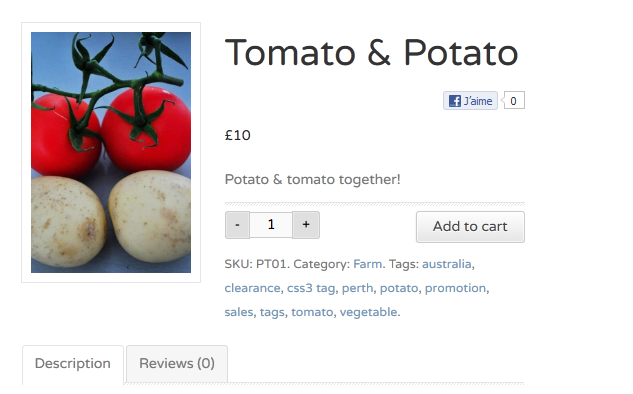 Tomato & Potato
J'aime 0
£10
Potato & tomato together!
- 1 + Add to cart
SKU: PT01. Category: Farm. Tags: australia,
clearance, css3 tag, perth, potato, promotion,
sales, tags, tomato, vegetable.
Description Reviews (0)